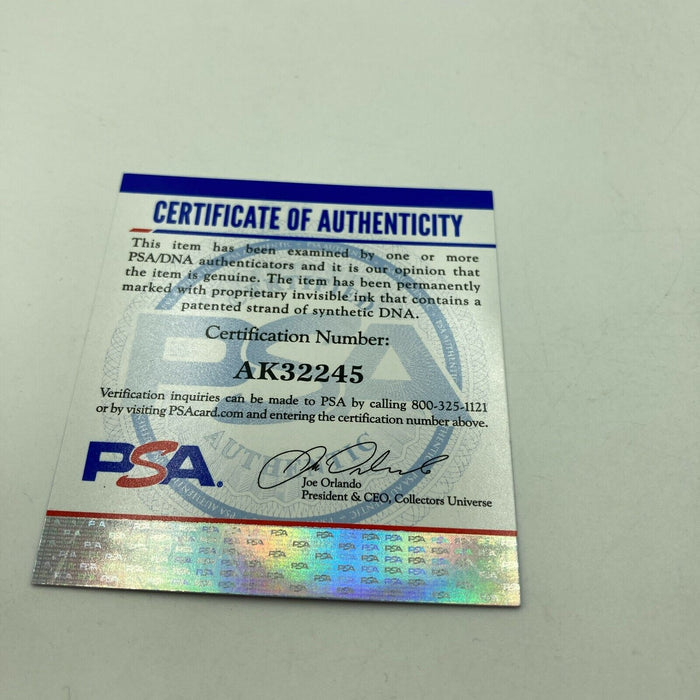 CERTIFICATE OF AUTHENTICITY
This item has been examined by one or more
PSA/DNA authenticators and it is our opinion that
the item is genuine. The item has been permanently
marked with proprietary invisible ink that contains a
patented strand of synthetic DNA.
Certification Number:
AK32245
Verification inquiries can be made to PSA by calling 800-325-1121
or by visiting PSAcard.com and entering the certification number above.
PSA.
Joe Orlando
President & CEO, Collectors Universe